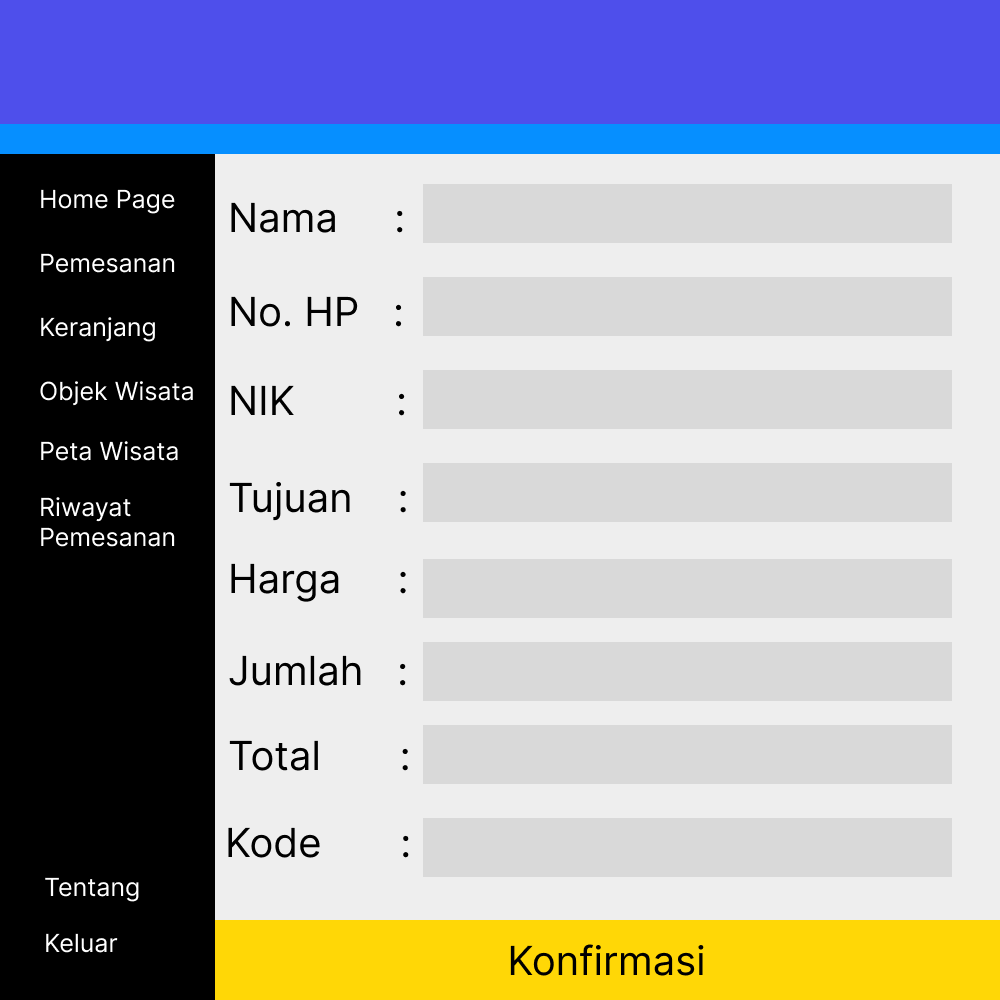 Home Page
Pemesanan
Keranjang
Objek Wisata
Peta Wisata
Riwayat
Pemesanan
Tentang
Keluar
Nama :
No. HP :
NIK :
Tujuan :
Harga :
Jumlah :
Total :
Kode :
Konfirmasi